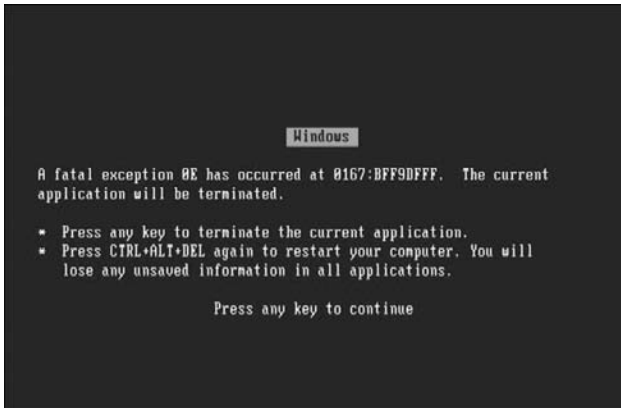 Windows
A fatal exception 0E has occurred at 0167:BFF9DFFF. The current
application will be terminated.
* Press any key to terminate the current application.
* Press CTRL+ALT+DEL again to restart your computer. You will
lose any unsaved information in all applications.
Press any key to continue